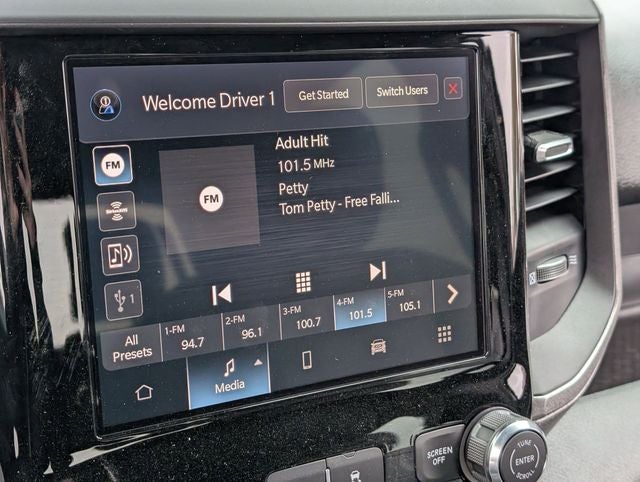 Welcome Driver 1
Get Started
Switch Users
X
FM
Adult Hit
101.5 MHz
Petty
Tom Petty - Free Falli...
FM
1
All Presets
1-FM
94.7
2-FM
96.1
3-FM
100.7
4-FM
101.5
5-FM
105.1
Media
SCREEN
OFF
TUNE
ENTER
SCROLL